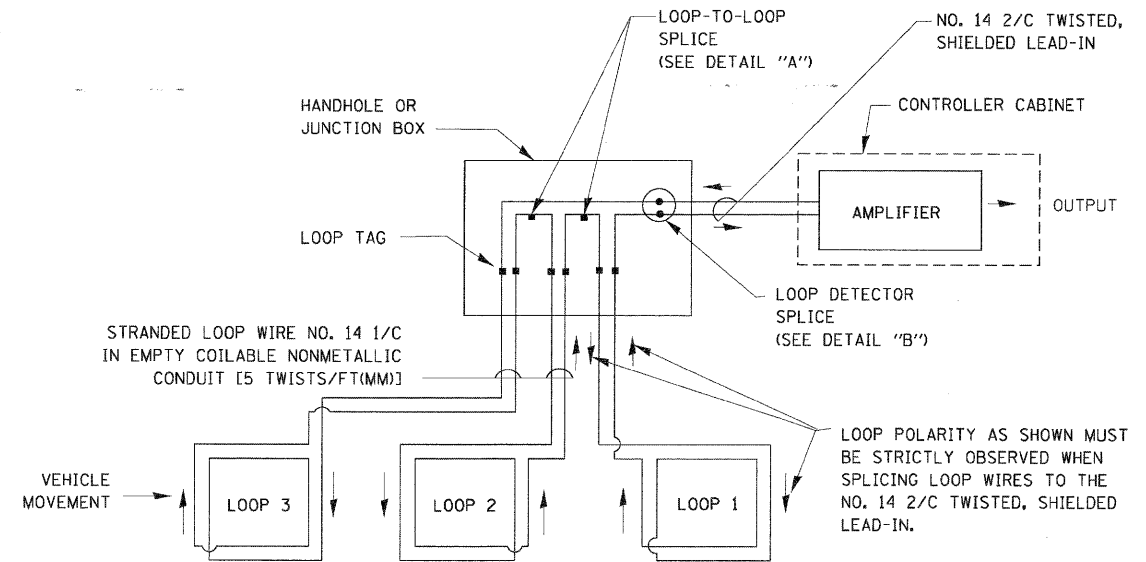 LOOP-TO-LOOP
SPLICE
(SEE DETAIL "A")
NO. 14 2/C TWISTED,
SHIELDED LEAD-IN
HANDHOLE OR
JUNCTION BOX
CONTROLLER CABINET
AMPLIFIER
OUTPUT
LOOP TAG
LOOP DETECTOR
SPLICE
(SEE DETAIL "B")
STRANDED LOOP WIRE NO. 14 1/C
IN EMPTY COILABLE NONMETALLIC
CONDUIT [5 TWISTS/FT(MM)]
LOOP POLARITY AS SHOWN MUST
BE STRICTLY OBSERVED WHEN
SPLICING LOOP WIRES TO THE
NO. 14 2/C TWISTED, SHIELDED
LEAD-IN.
VEHICLE
MOVEMENT
LOOP 3
LOOP 2
LOOP 1